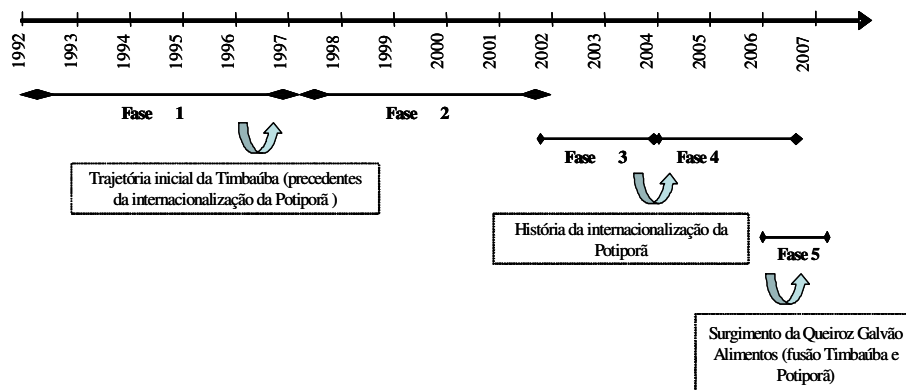 1992 1993 1994 1995 1996 1997 1998 1999 2000 2001 2002 2003 2004 2005 2006 2007
Fase 1
Fase 2
Fase 3
Fase 4
Trajetória inicial da Timbaúba (precedentes
da internacionalização da Potiporã )
História da internacionalização da
Potiporã
Fase 5
Surgimento da Queiroz Galvão
Alimentos (fusão Timbaúba e
Potiporã)